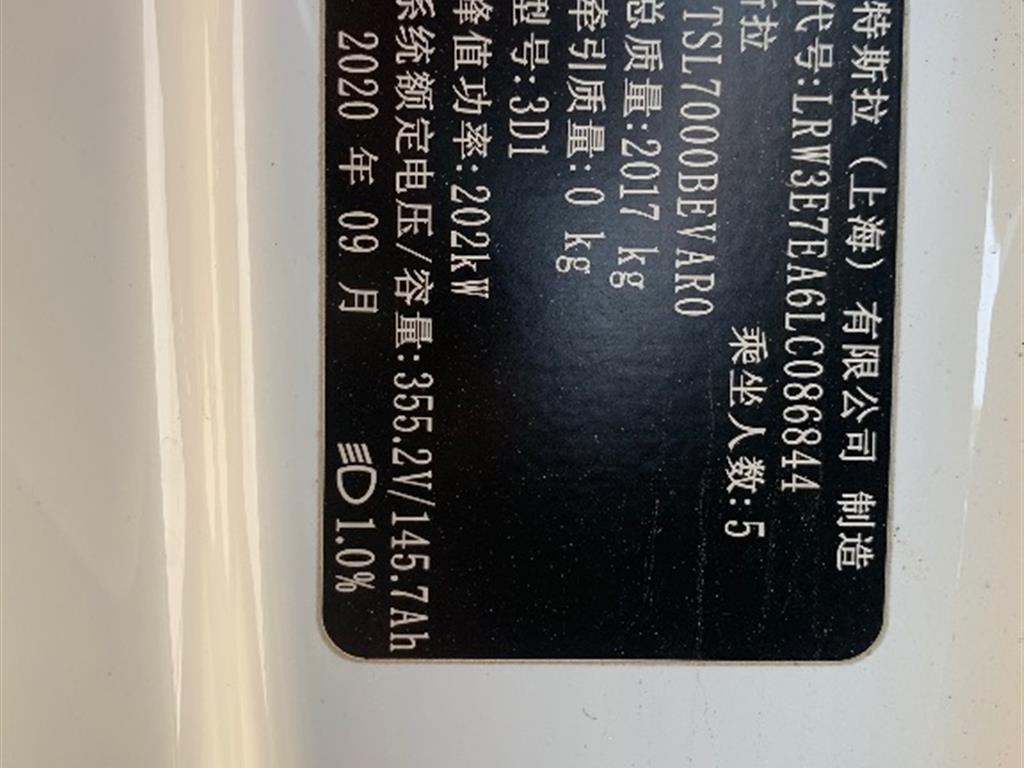 特斯拉（上海）有限公司 制造
代号:LRW3E7EA6LC086844
斯拉 乘坐人数:5
TSL7000BEVAR0
总质量:2017 kg
牵引质量:0 kg
型号:3D1
峰值功率:202kW
系统额定电压/容量:355.2V/145.7Ah
2020 年 09 月 1.0%